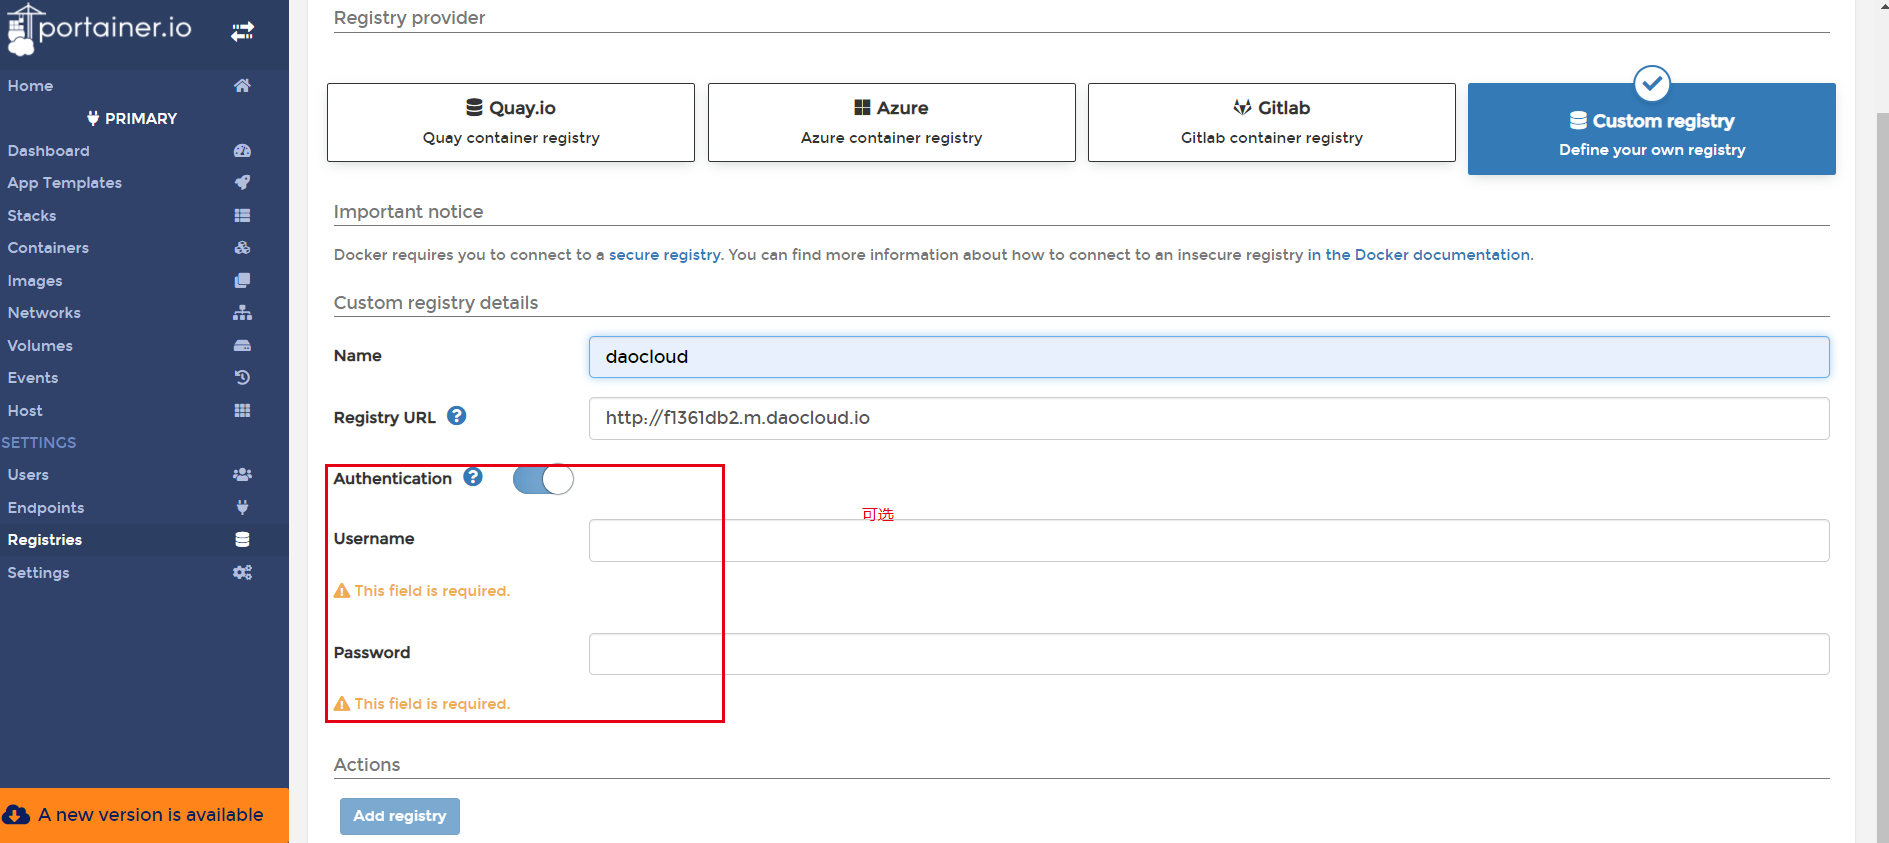 portainer.io
Home
PRIMARY
Dashboard
App Templates
Stacks
Containers
Images
Networks
Volumes
Events
Host
SETTINGS
Users
Endpoints
Registries
Settings
A new version is available
Registry provider
Quay.io
Quay container registry
Azure
Azure container registry
Gitlab
Gitlab container registry
Custom registry
Define your own registry
Important notice
Docker requires you to connect to a secure registry. You can find more information about how to connect to an insecure registry in the Docker documentation.
Custom registry details
Name
daocloud
Registry URL
http://f1361db2.m.daocloud.io
Authentication
可选
Username
This field is required.
Password
This field is required.
Actions
Add registry